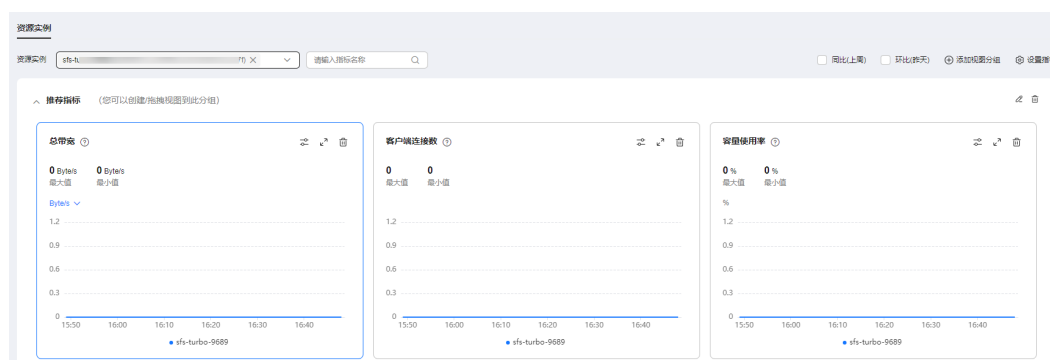 资源实例
资源实例 sfs-tu 请输入指标名称 同比(上周) 环比(昨天) 添加视图分组 设置
推荐指标 (您可以创建/拖拽视图到此分组)
总带宽 客户端连接数 容量使用率
0 Byte/s 0 Byte/s 0 0 0 % 0 %
最大值 最小值 最大值 最小值 最大值 最小值
Byte/s %
1.2 1.2 1.2
0.9 0.9 0.9
0.6 0.6 0.6
0.3 0.3 0.3
0 0 0
15:50 16:00 16:10 16:20 16:30 16:40 15:50 16:00 16:10 16:20 16:30 16:40 15:50 16:00 16:10 16:20 16:30 16:40
sfs-turbo-9689 sfs-turbo-9689 sfs-turbo-9689